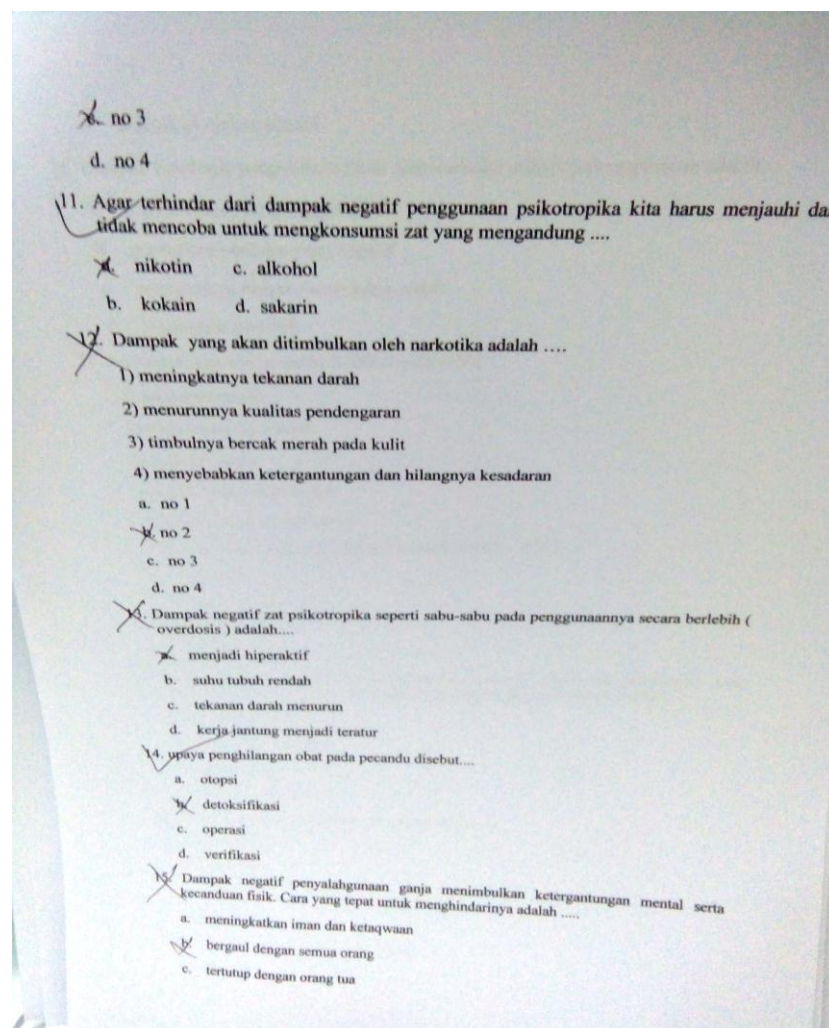 c. no 3
d. no 4
11. Agar terhindar dari dampak negatif penggunaan psikotropika kita harus menjauhi da
tidak mencoba untuk mengkonsumsi zat yang mengandung ....
a. nikotin c. alkohol
b. kokain d. sakarin
12. Dampak yang akan ditimbulkan oleh narkotika adalah ....
1) meningkatnya tekanan darah
2) menurunnya kualitas pendengaran
3) timbulnya bercak merah pada kulit
4) menyebabkan ketergantungan dan hilangnya kesadaran
a. no 1
b. no 2
c. no 3
d. no 4
13. Dampak negatif zat psikotropika seperti sabu-sabu pada penggunaannya secara berlebih (
overdosis ) adalah....
a. menjadi hiperaktif
b. suhu tubuh rendah
c. tekanan darah menurun
d. kerja jantung menjadi teratur
14. upaya penghilangan obat pada pecandu disebut....
a. otopsi
b. detoksifikasi
c. operasi
d. verifikasi
15. Dampak negatif penyalahgunaan ganja menimbulkan ketergantungan mental serta
kecanduan fisik. Cara yang tepat untuk menghindarinya adalah .....
a. meningkatkan iman dan ketaqwaan
b. bergaul dengan semua orang
c. tertutup dengan orang tua